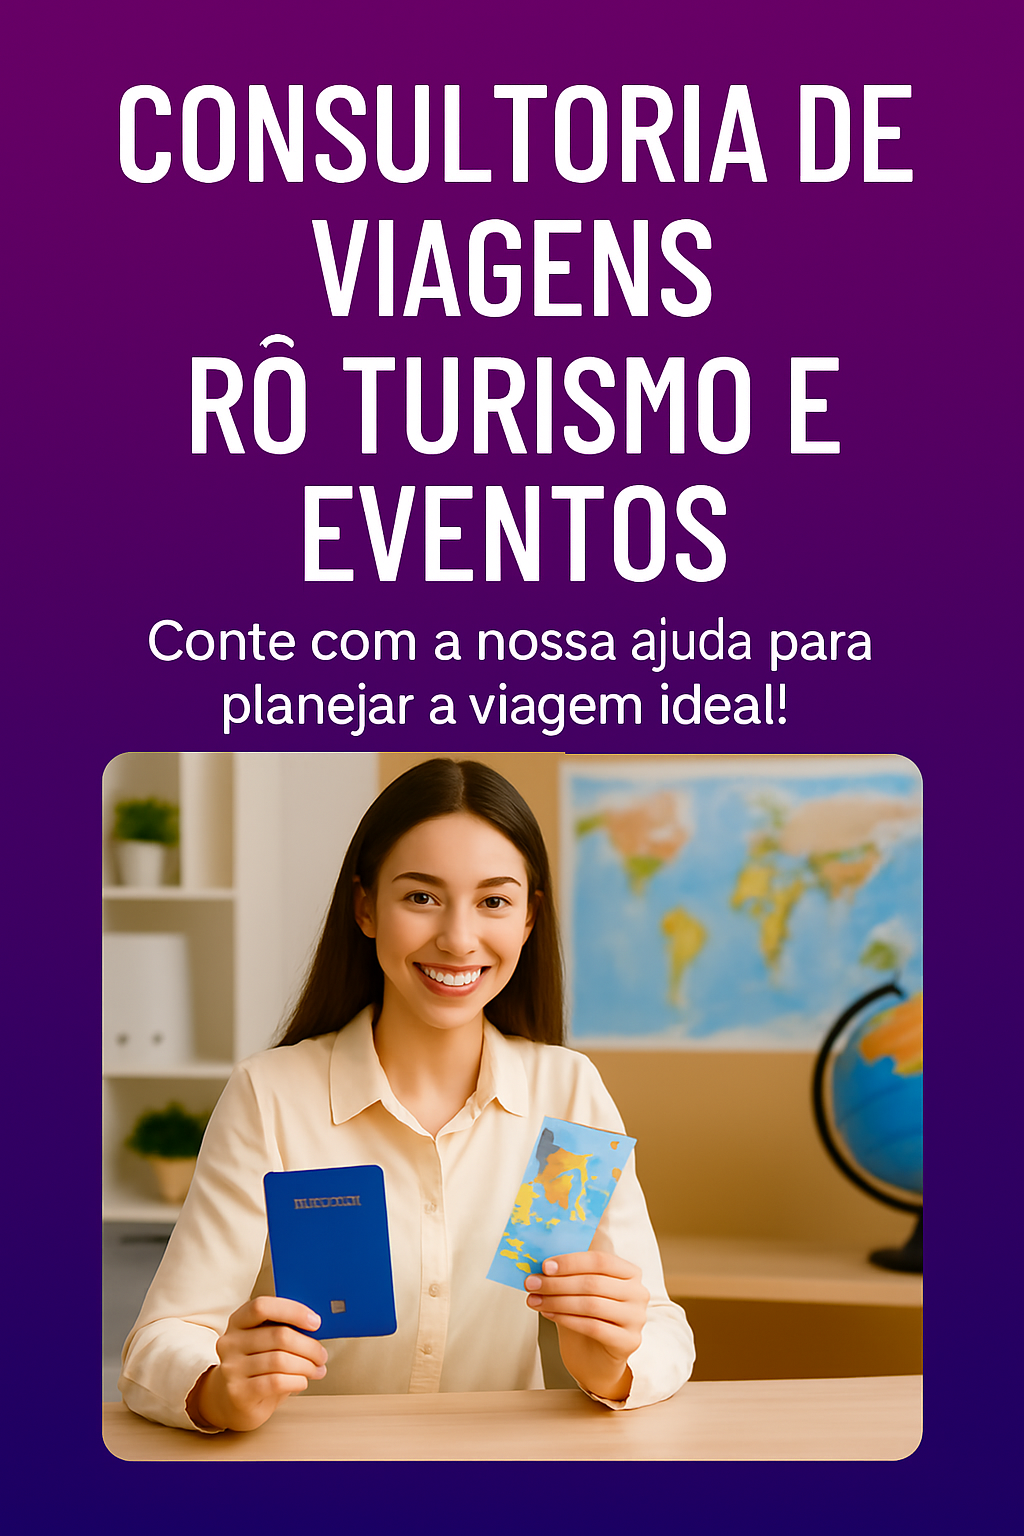 CONSULTORIA DE
VIAGENS
RÔ TURISMO E
EVENTOS
Conte com a nossa ajuda para
planejar a viagem ideal!